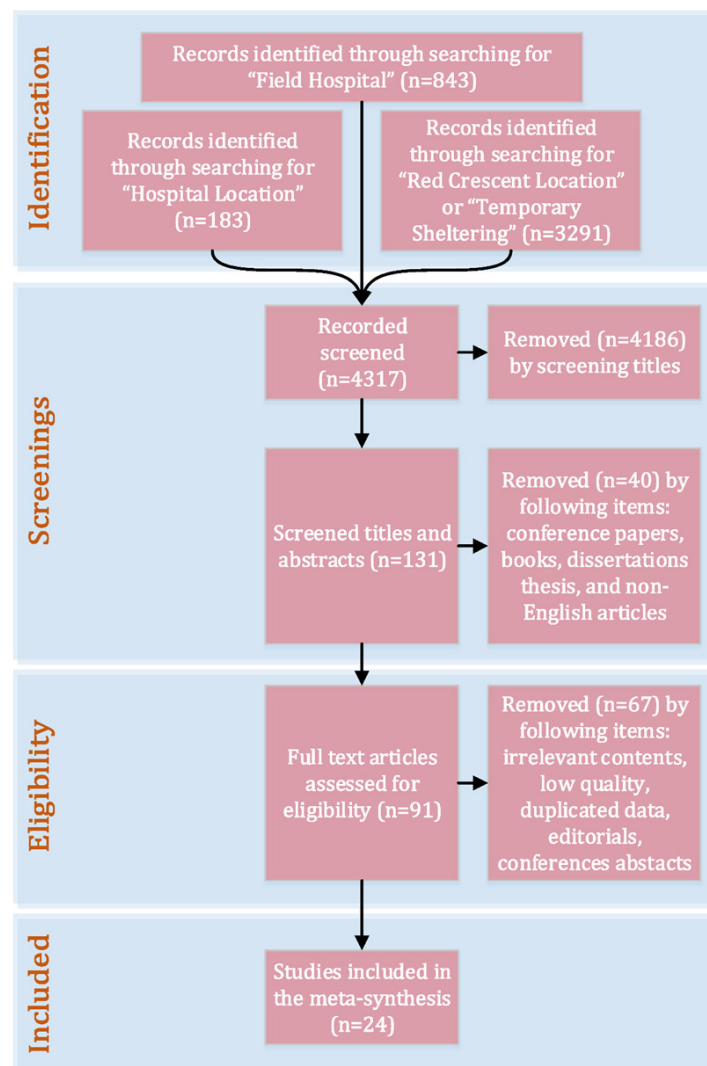 Identification
Records identified through searching for
“Field Hospital” (n=843)
Records identified
through searching for
“Hospital Location”
(n=183)
Records identified
through searching for
“Red Crescent Location”
or “Temporary
Sheltering” (n=3291)
Screenings
Recorded
screened
(n=4317)
Removed (n=4186)
by screening titles
Screened titles and
abstracts (n=131)
Removed (n=40) by
following items:
conference papers,
books, dissertations
thesis, and non-
English articles
Eligibility
Full text articles
assessed for
eligibility (n=91)
Removed (n=67) by
following items:
irrelevant contents,
low quality,
duplicated data,
editorials,
conferences abstacts
Included
Studies included in
the meta-synthesis
(n=24)